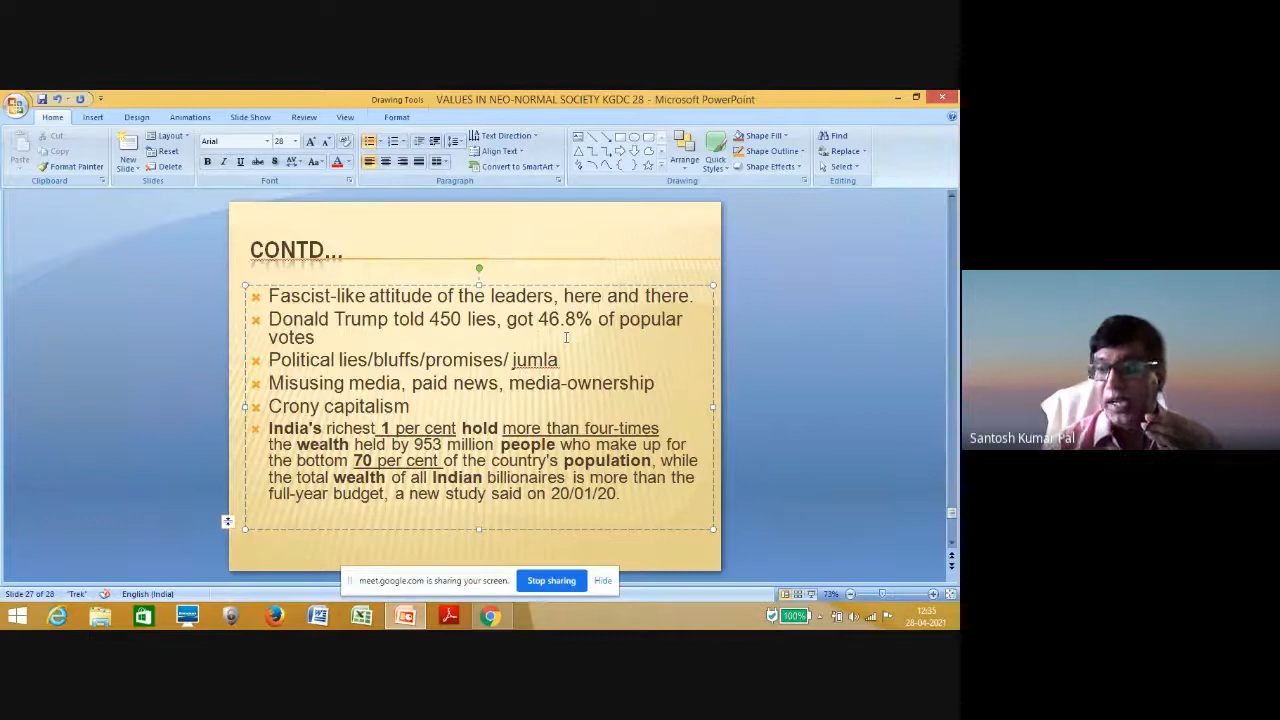 Drawing Tools
VALUES IN NEO-NORMAL SOCIETY KGDC 28 - Microsoft PowerPoint
Home Insert Design Animations Slide Show Review View Format
Paste
Cut
Copy
Format Painter
Clipboard
New Slide
Layout
Reset
Delete
Slides
Arial 28
B I U abc S AV Aa A
Font
Text Direction
Align Text
Convert to SmartArt
Paragraph
Arrange
Quick Styles
Shape Fill
Shape Outline
Shape Effects
Drawing
Find
Replace
Select
Editing
CONTD...
Fascist-like attitude of the leaders, here and there.
Donald Trump told 450 lies, got 46.8% of popular
votes
Political lies/bluffs/promises/ jumla
Misusing media, paid news, media-ownership
Crony capitalism
India's richest 1 per cent hold more than four-times
the wealth held by 953 million people who make up for
the bottom 70 per cent of the country's population, while
the total wealth of all Indian billionaires is more than the
full-year budget, a new study said on 20/01/20.
meet.google.com is sharing your screen. Stop sharing Hide
Slide 27 of 28 "Trek" English (India) 73%
100%
12:35
28-04-2021
Santosh Kumar Pal